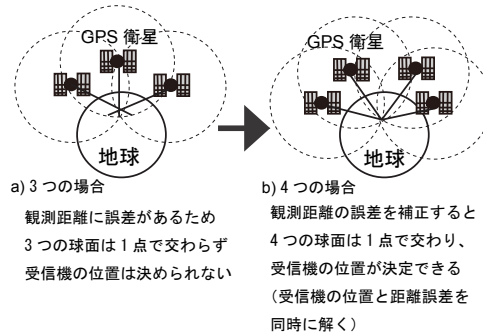 GPS 衛星
地球
a) 3 つの場合
観測距離に誤差があるため
3 つの球面は 1 点で交わらず
受信機の位置は決められない
GPS 衛星
地球
b) 4 つの場合
観測距離の誤差を補正すると
4 つの球面は 1 点で交わり、
受信機の位置が決定できる
(受信機の位置と距離誤差を
同時に解く)